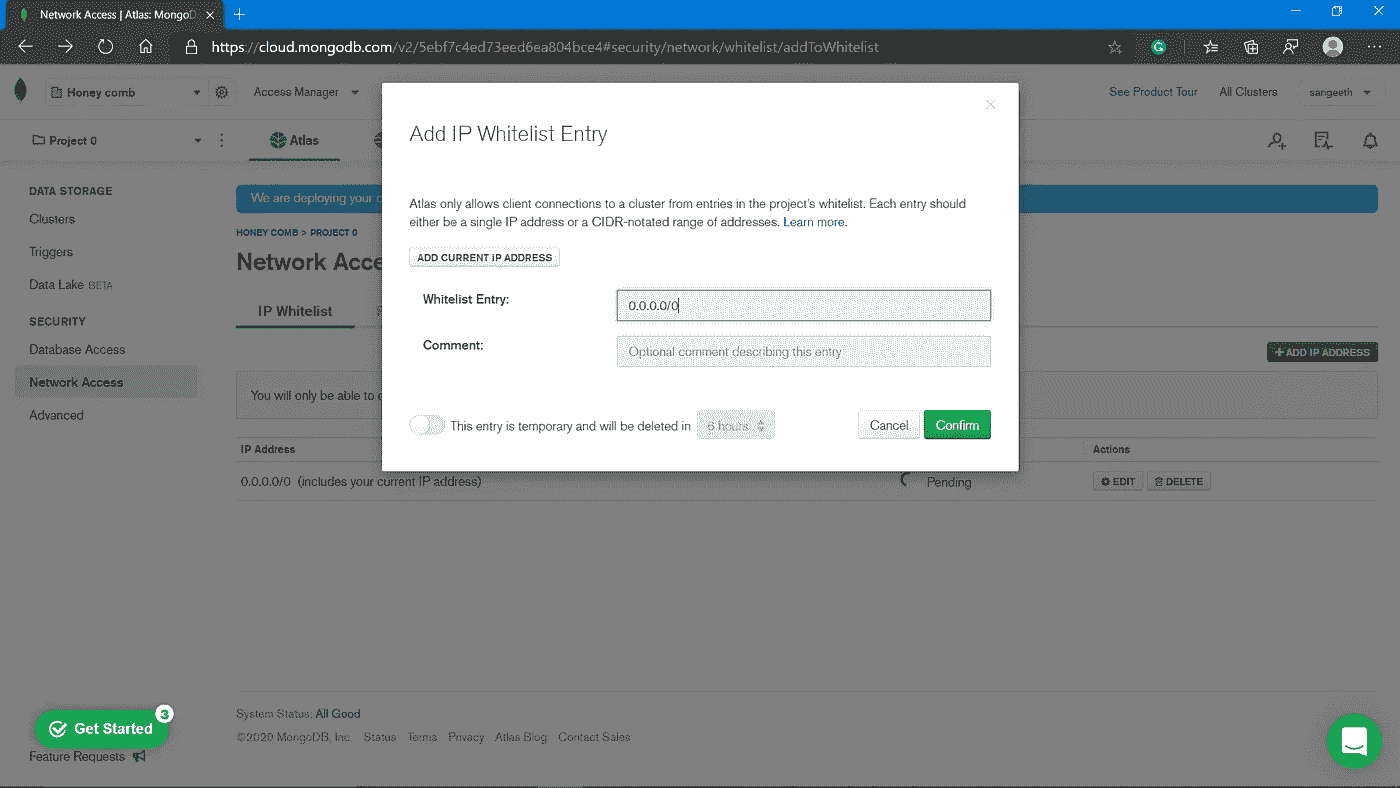 Network Access | Atlas: MongoD
https://cloud.mongodb.com/v2/5ebf7c4ed73eed6ea804bce4#security/network/whitelist/addToWhitelist
Honey comb
Access Manager
See Product Tour
All Clusters
sangeeth
Project 0
Atlas
DATA STORAGE
Clusters
Triggers
Data Lake BETA
SECURITY
Database Access
Network Access
Advanced
We are deploying your
HONEY COMB > PROJECT 0
Network Acce
IP Whitelist
+ ADD IP ADDRESS
You will only be able to
IP Address
Actions
0.0.0.0/0 (includes your current IP address)
Pending
EDIT
DELETE
Add IP Whitelist Entry
Atlas only allows client connections to a cluster from entries in the project's whitelist. Each entry should
either be a single IP address or a CIDR-notated range of addresses. Learn more.
ADD CURRENT IP ADDRESS
Whitelist Entry:
0.0.0.0/0
Comment:
Optional comment describing this entry
This entry is temporary and will be deleted in
6 hours
Cancel
Confirm
System Status: All Good
©2020 MongoDB, Inc. Status Terms Privacy Atlas Blog Contact Sales
Get Started
3
Feature Requests